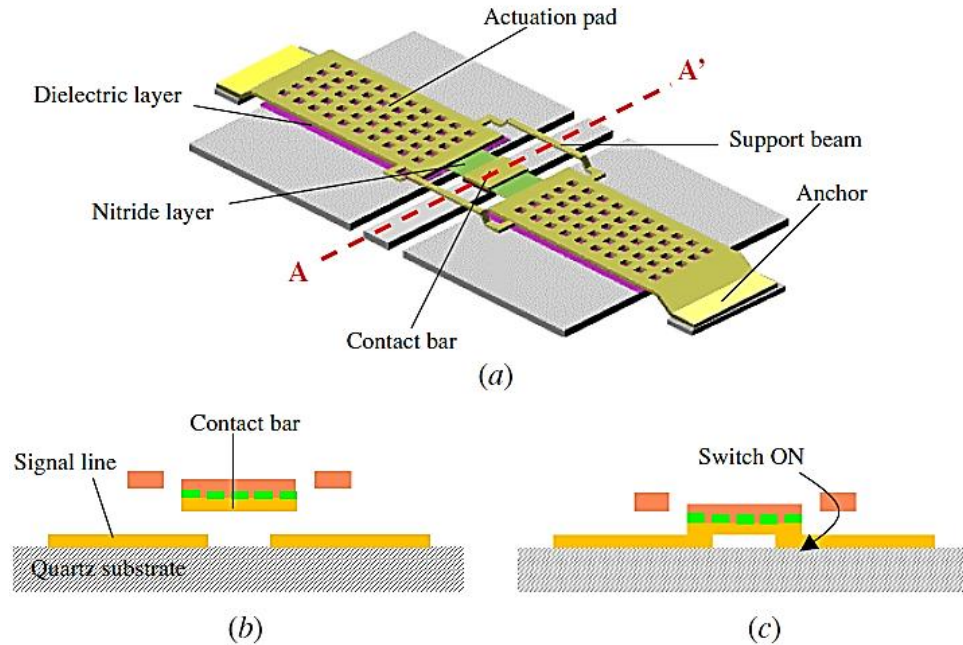 Actuation pad
A’
Dielectric layer
Support beam
Nitride layer
Anchor
A
Contact bar
(a)
Contact bar
Signal line
Switch ON
Quartz substrate
(b)
(c)